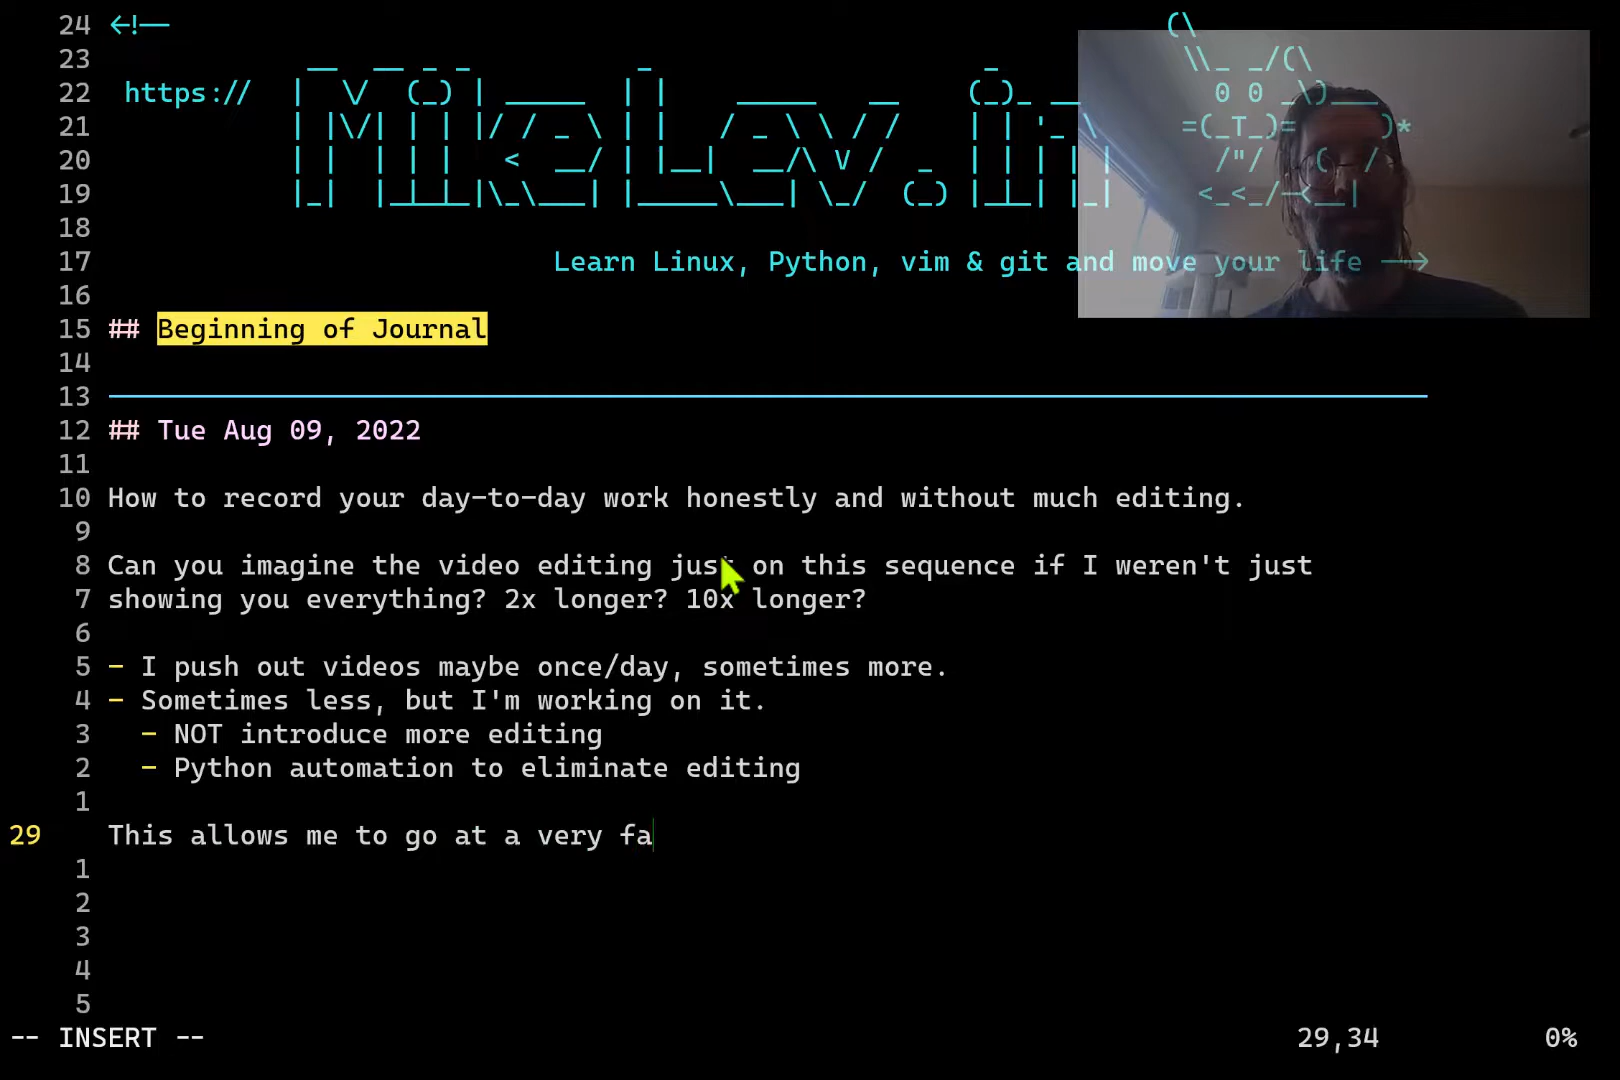 24 <!--
23
22 https://
21
20
19
18
17 Learn Linux, Python, vim & git and move your life -->
16
15 ## Beginning of Journal
14
13
12 ## Tue Aug 09, 2022
11
10 How to record your day-to-day work honestly and without much editing.
9
8 Can you imagine the video editing just on this sequence if I weren't just
7 showing you everything? 2x longer? 10x longer?
6
5 - I push out videos maybe once/day, sometimes more.
4 - Sometimes less, but I'm working on it.
3 - NOT introduce more editing
2 - Python automation to eliminate editing
1
29 This allows me to go at a very fa
1
2
3
4
5
-- INSERT -- 29,34 0%
MikeLev.in